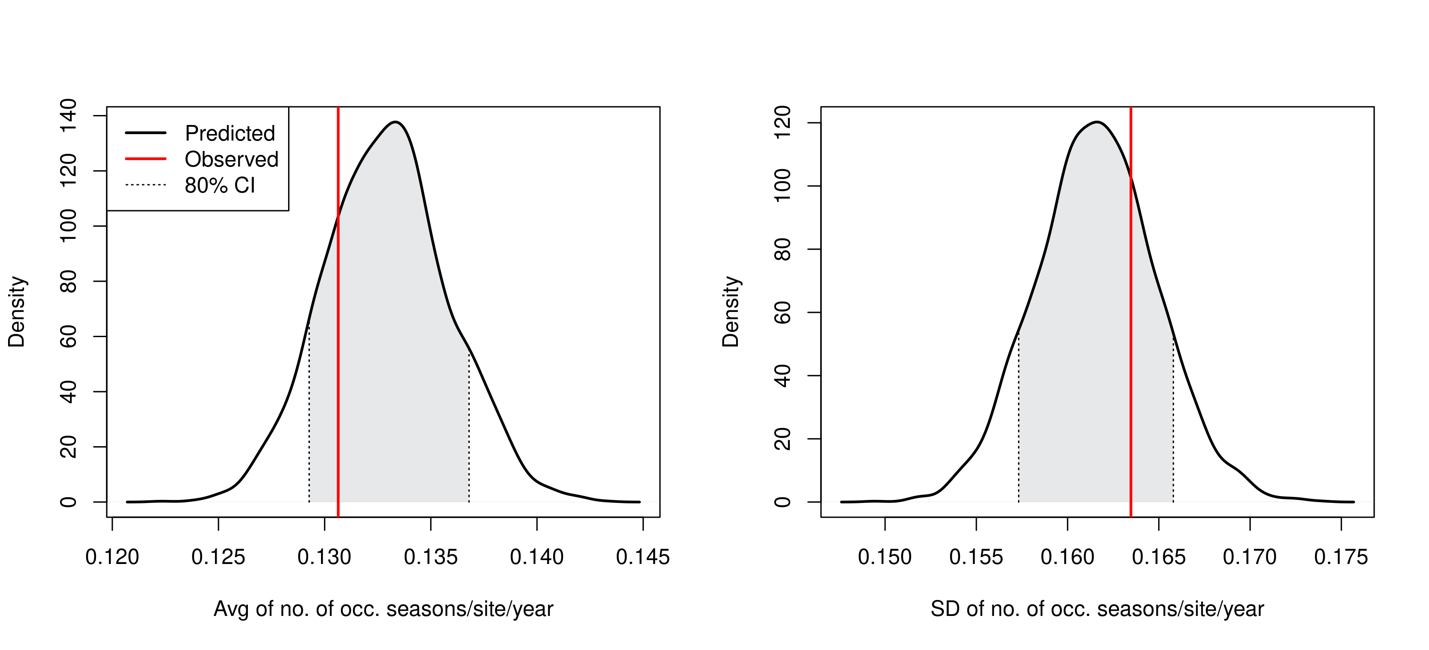 Predicted
Observed
80% CI
Density
0
20
40
60
80
100
120
140
0.120 0.125 0.130 0.135 0.140 0.145
Avg of no. of occ. seasons/site/year
Density
0
20
40
60
80
100
120
0.150 0.155 0.160 0.165 0.170 0.175
SD of no. of occ. seasons/site/year